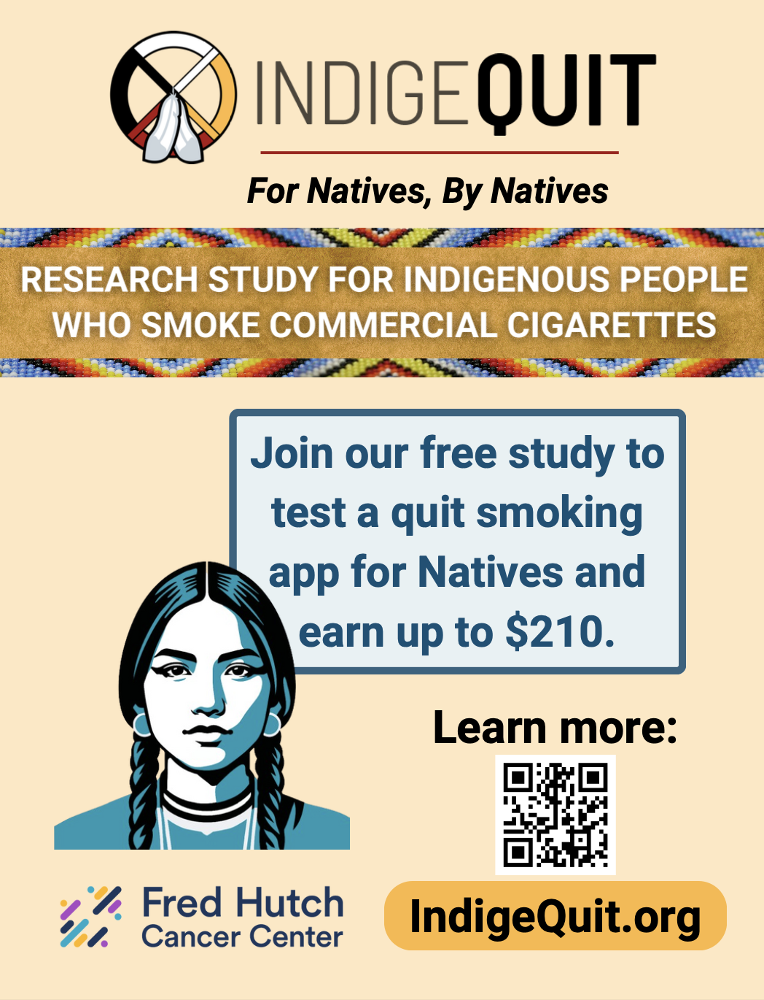 INDIGEQUIT
For Natives, By Natives
RESEARCH STUDY FOR INDIGENOUS PEOPLE
WHO SMOKE COMMERCIAL CIGARETTES
Join our free study to
test a quit smoking
app for Natives and
earn up to $210.
Learn more:
Fred Hutch
Cancer Center
IndigeQuit.org